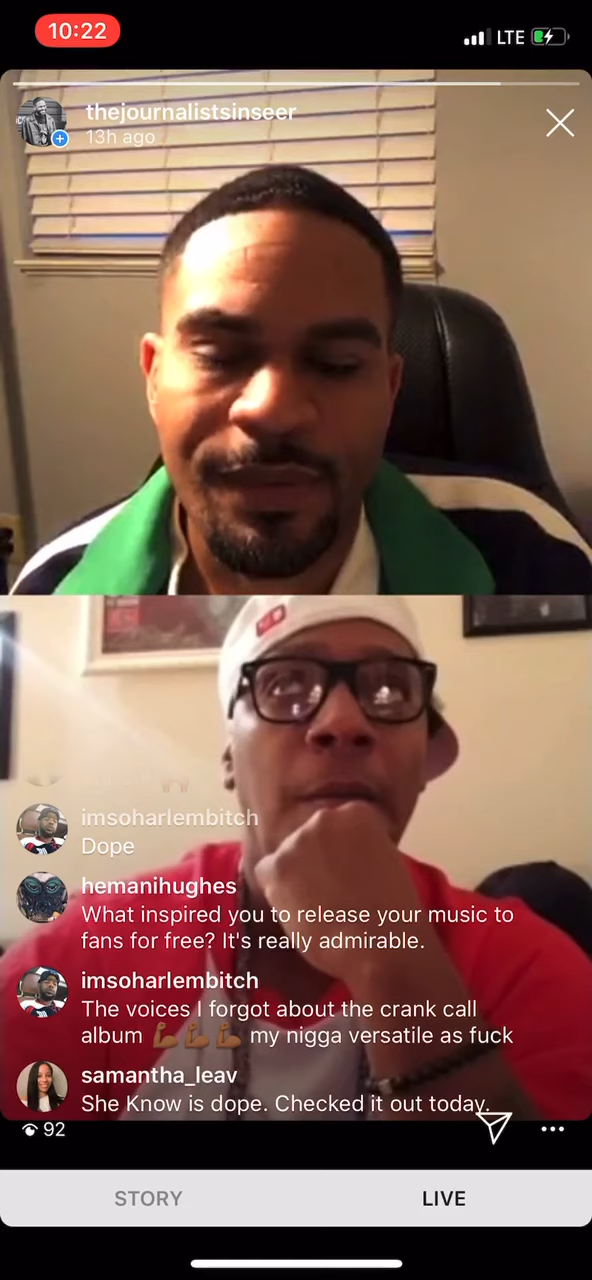 10:22
LTE
thejournalistsinseer
13h ago
imsoharlembitch
Dope
hemanihughes
What inspired you to release your music to
fans for free? It's really admirable.
imsoharlembitch
The voices I forgot about the crank call
album 💪🏾💪🏾💪🏾 my nigga versatile as fuck
samantha_leav
She Know is dope. Checked it out today.
92
STORY
LIVE